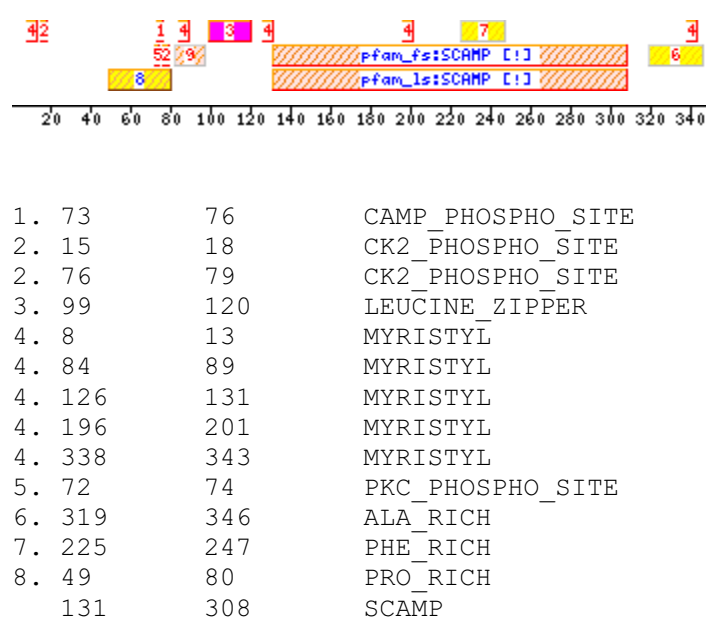 42 1 4 3 4 4 7 4
52 9 pfam_fs:SCAMP [!] 6
8 pfam_ls:SCAMP [!]
20 40 60 80 100 120 140 160 180 200 220 240 260 280 300 320 340
1. 73 76 CAMP_PHOSPHO_SITE
2. 15 18 CK2_PHOSPHO_SITE
2. 76 79 CK2_PHOSPHO_SITE
3. 99 120 LEUCINE_ZIPPER
4. 8 13 MYRISTYL
4. 84 89 MYRISTYL
4. 126 131 MYRISTYL
4. 196 201 MYRISTYL
4. 338 343 MYRISTYL
5. 72 74 PKC_PHOSPHO_SITE
6. 319 346 ALA_RICH
7. 225 247 PHE_RICH
8. 49 80 PRO_RICH
131 308 SCAMP